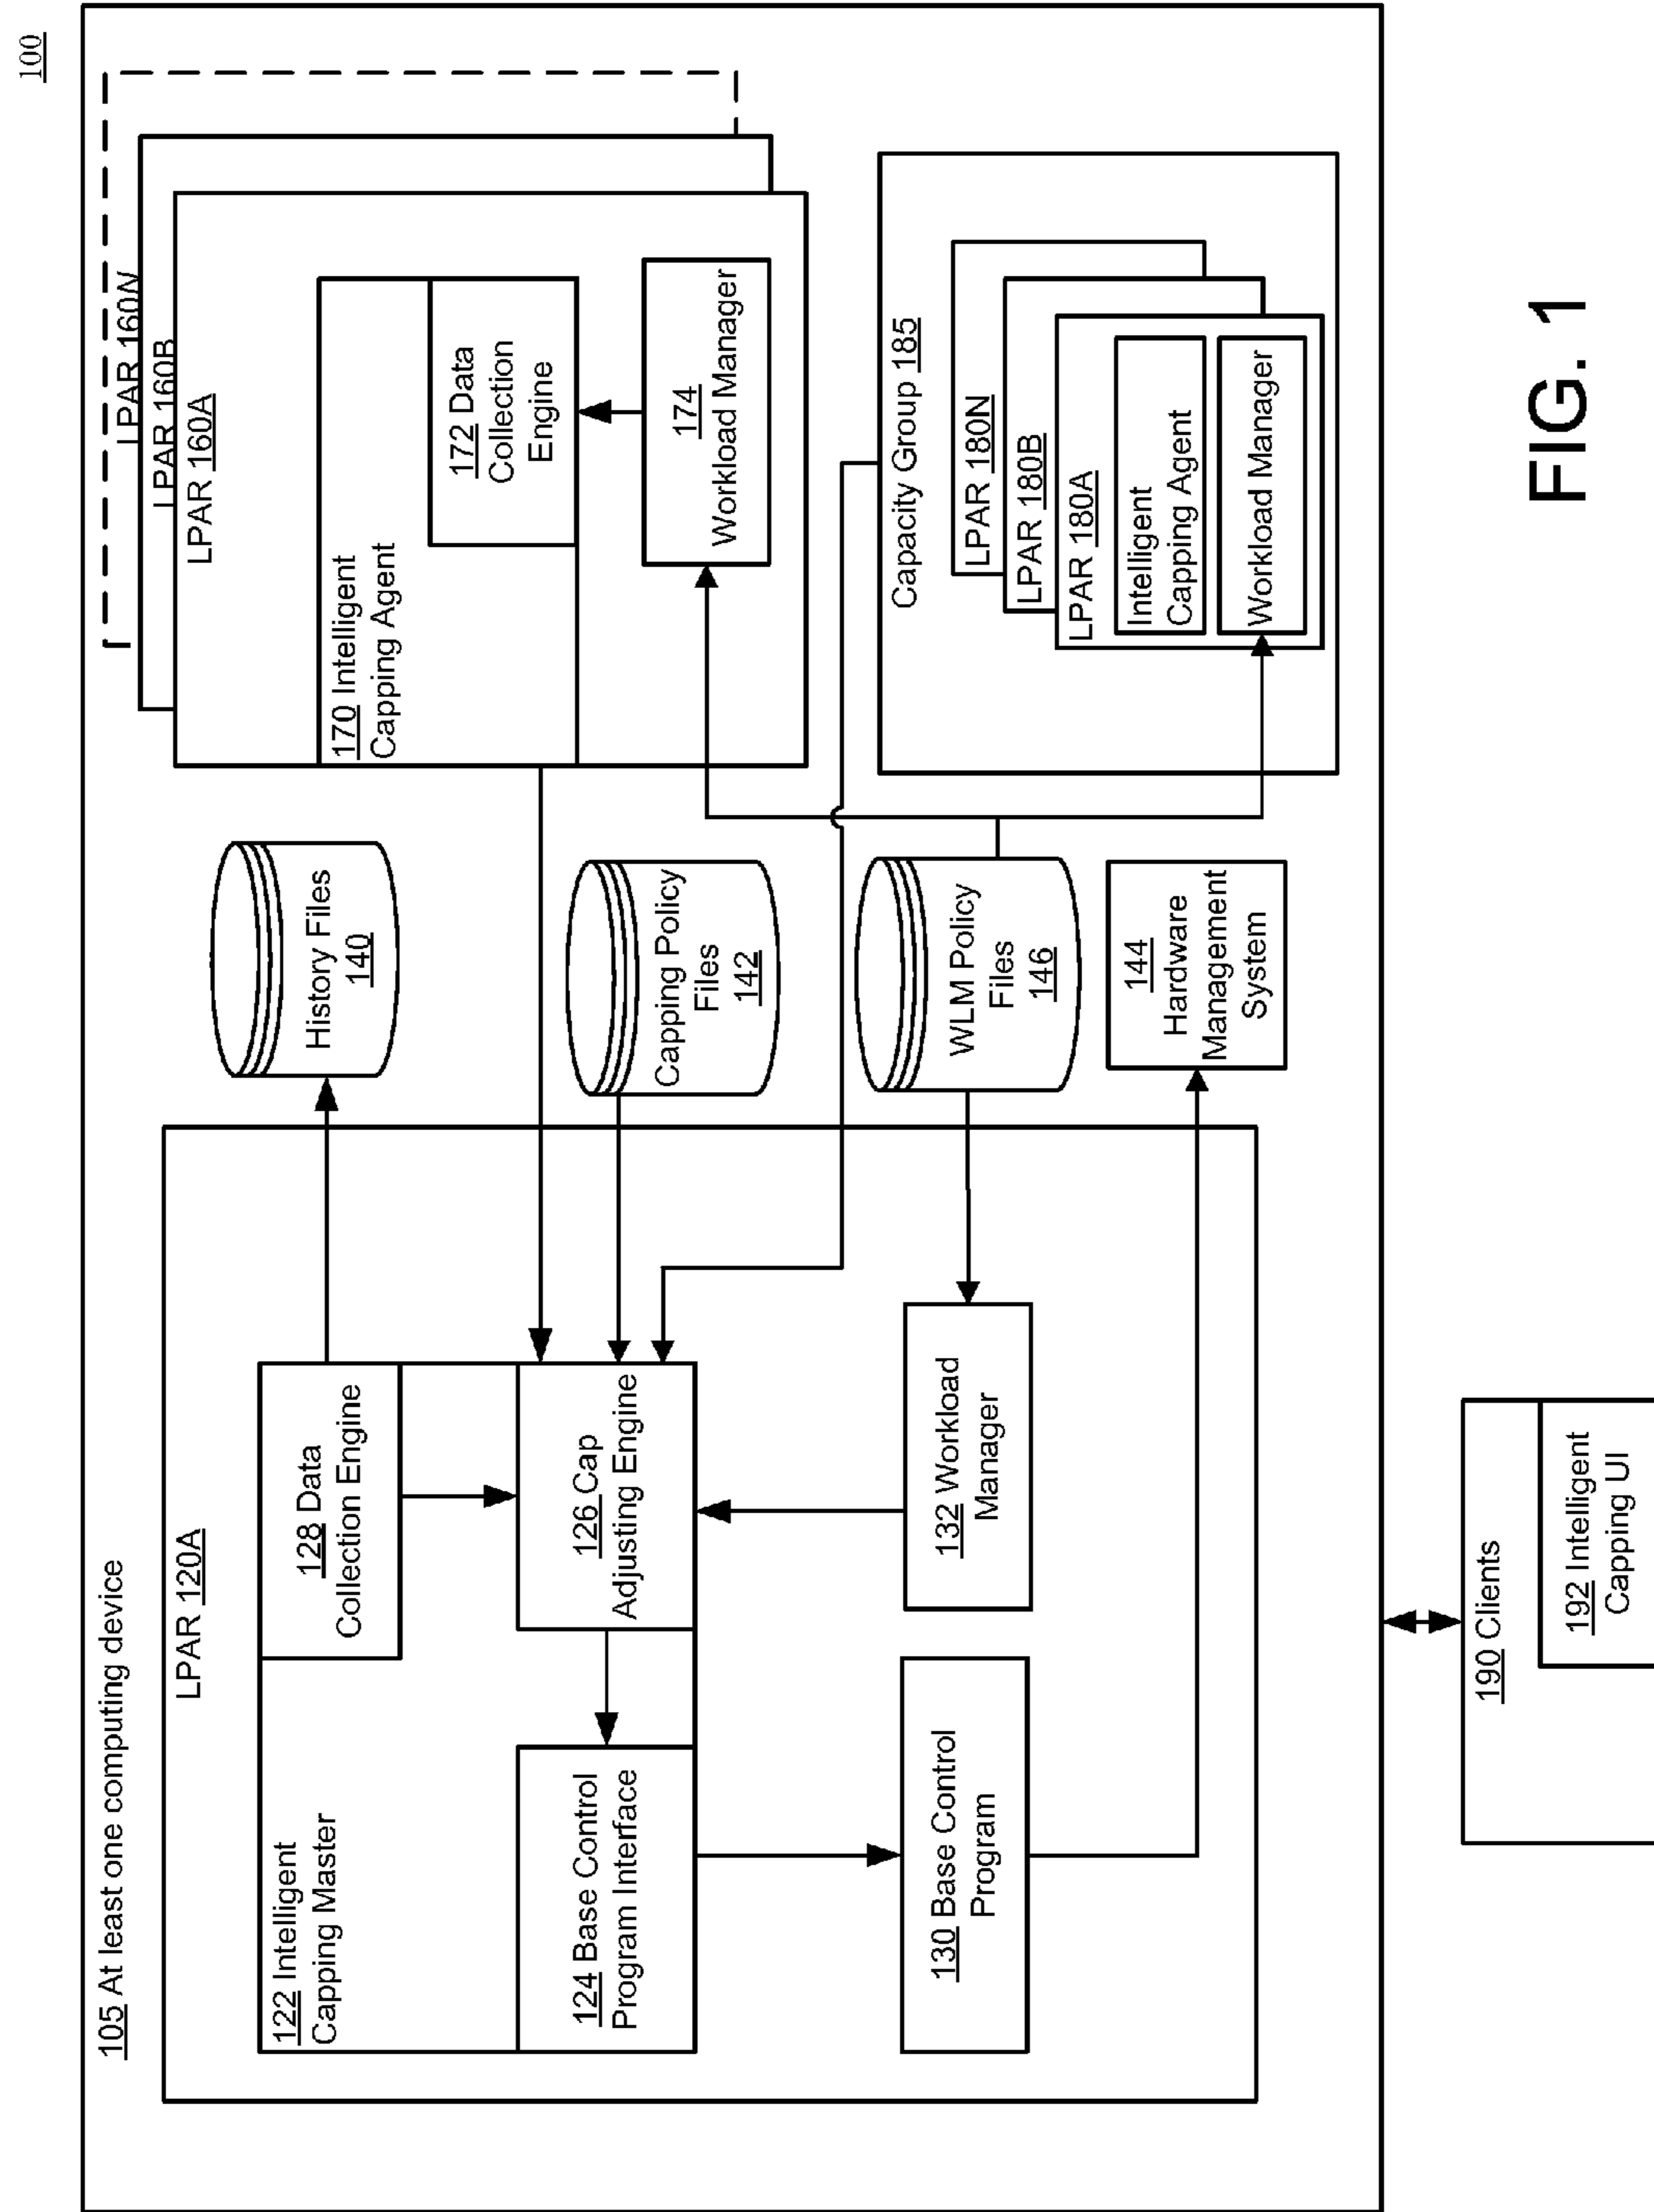 100
105 At least one computing device
LPAR 120A
122 Intelligent
Capping Master
128 Data
Collection Engine
124 Base Control
Program Interface
126 Cap
Adjusting Engine
130 Base Control
Program
132 Workload
Manager
History Files
140
Capping Policy
Files
142
WLM Policy
Files
146
144
Hardware
Management
System
LPAR 160N
LPAR 160B
LPAR 160A
170 Intelligent
Capping Agent
172 Data
Collection
Engine
174
Workload Manager
Capacity Group 185
LPAR 180N
LPAR 180B
LPAR 180A
Intelligent
Capping Agent
Workload Manager
190 Clients
192 Intelligent
Capping UI
FIG. 1